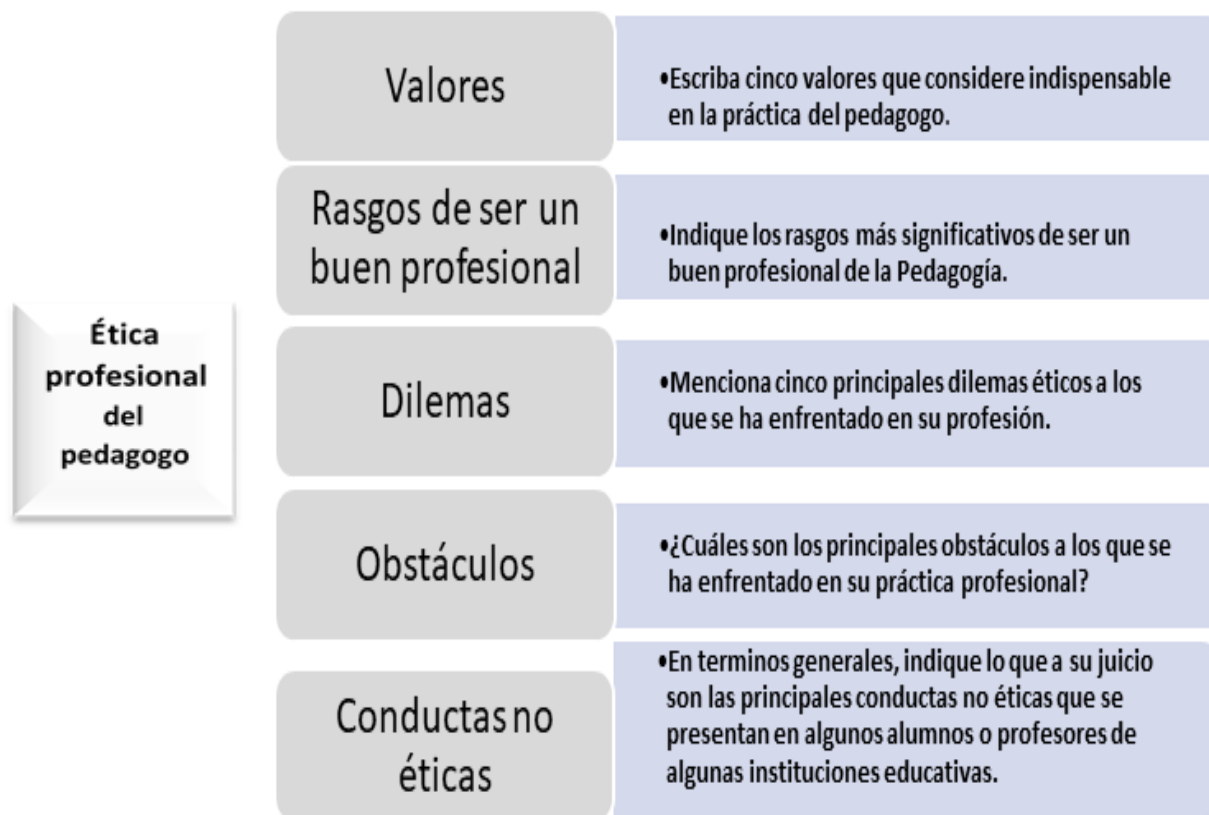 Ética
profesional
del
pedagogo
Valores
•Escriba cinco valores que considere indispensable
en la práctica del pedagogo.
Rasgos de ser un
buen profesional
•Indique los rasgos más significativos de ser un
buen profesional de la Pedagogía.
Dilemas
•Menciona cinco principales dilemas éticos a los
que se ha enfrentado en su profesión.
Obstáculos
•¿Cuáles son los principales obstáculos a los que se
ha enfrentado en su práctica profesional?
Conductas no
éticas
•En terminos generales, indique lo que a su juicio
son las principales conductas no éticas que se
presentan en algunos alumnos o profesores de
algunas instituciones educativas.